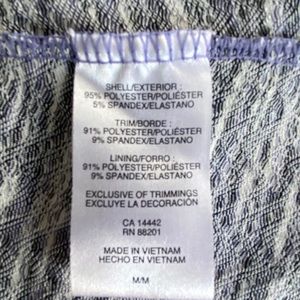 SHELL/EXTERIOR :
95% POLYESTER/POLIÉSTER
5% SPANDEX/ELASTANO
TRIM/BORDE :
91% POLYESTER/POLIÉSTER
9% SPANDEX/ELASTANO
LINING/FORRO :
91% POLYESTER/POLIÉSTER
9% SPANDEX/ELASTANO
EXCLUSIVE OF TRIMMINGS
EXCLUYE LA DECORACIÓN
CA 14442
RN 88201
MADE IN VIETNAM
HECHO EN VIETNAM
M/M